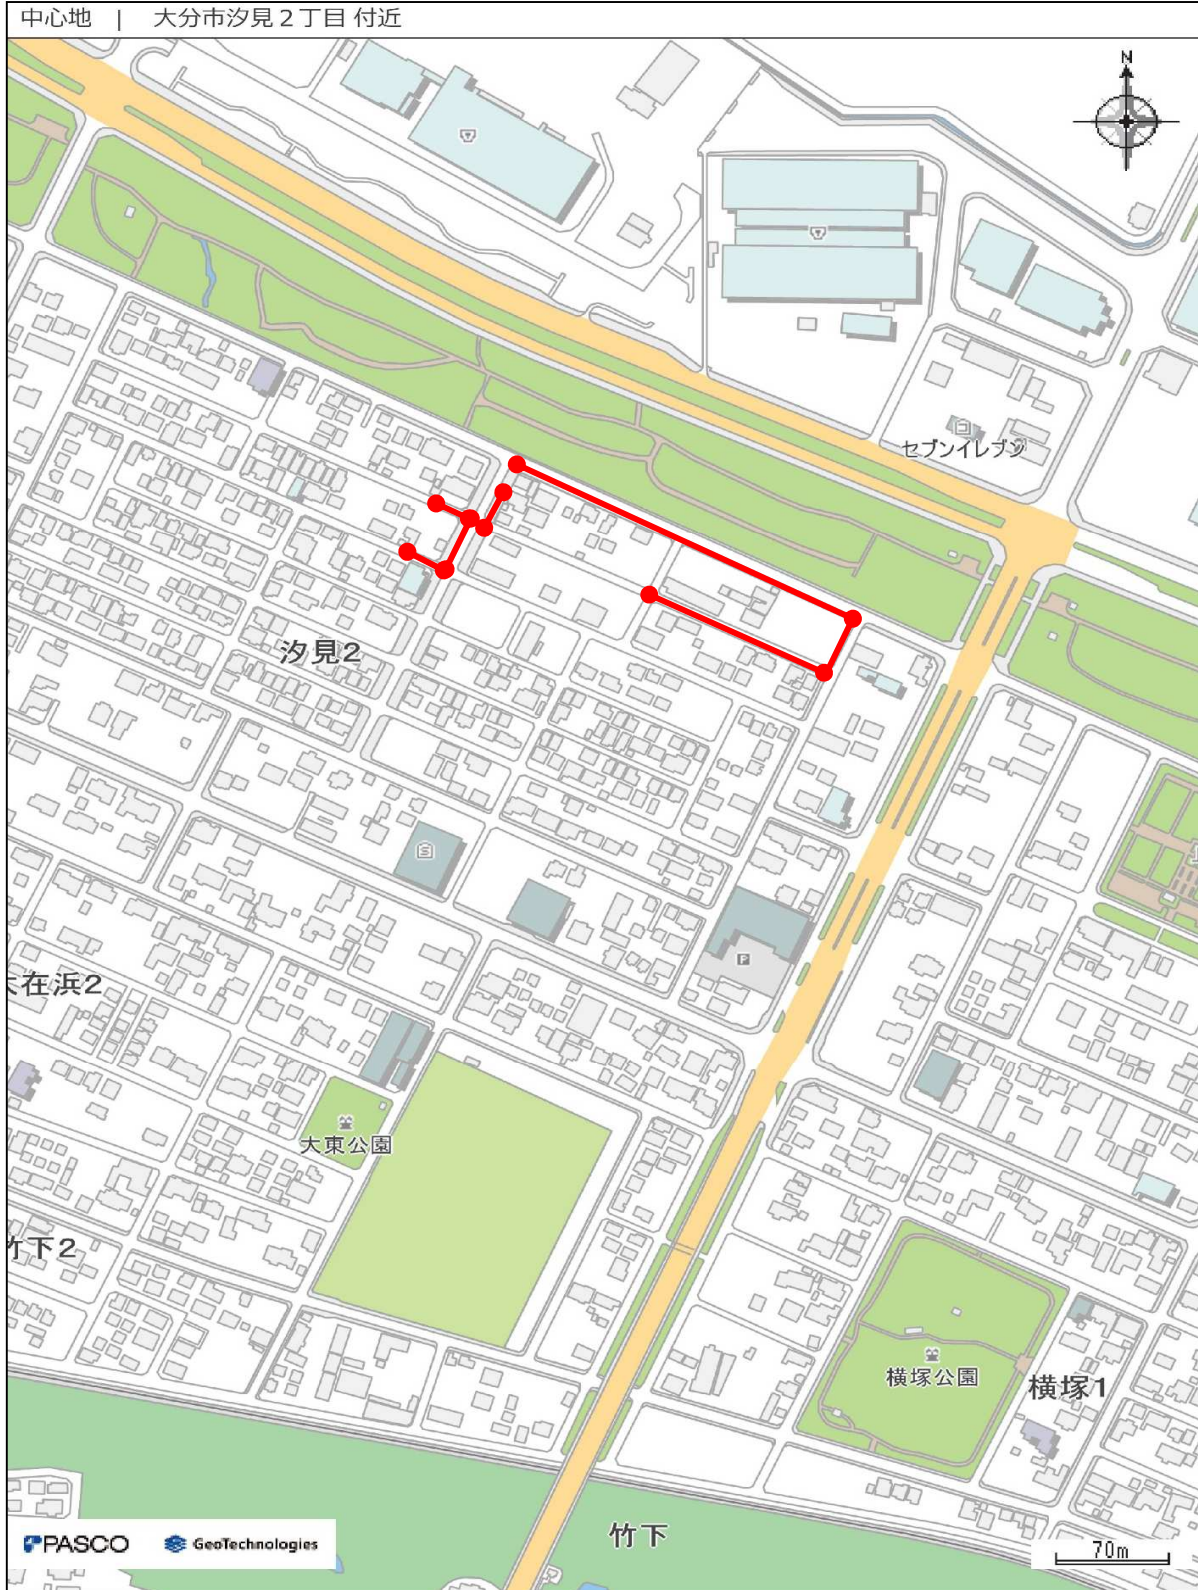 中心地 | 大分市汐見２丁目 付近
N
セブンイレブン
汐見2
S
P
大在浜2
大東公園
竹下2
横塚公園
横塚1
竹下
PASCO GeoTechnologies
70m